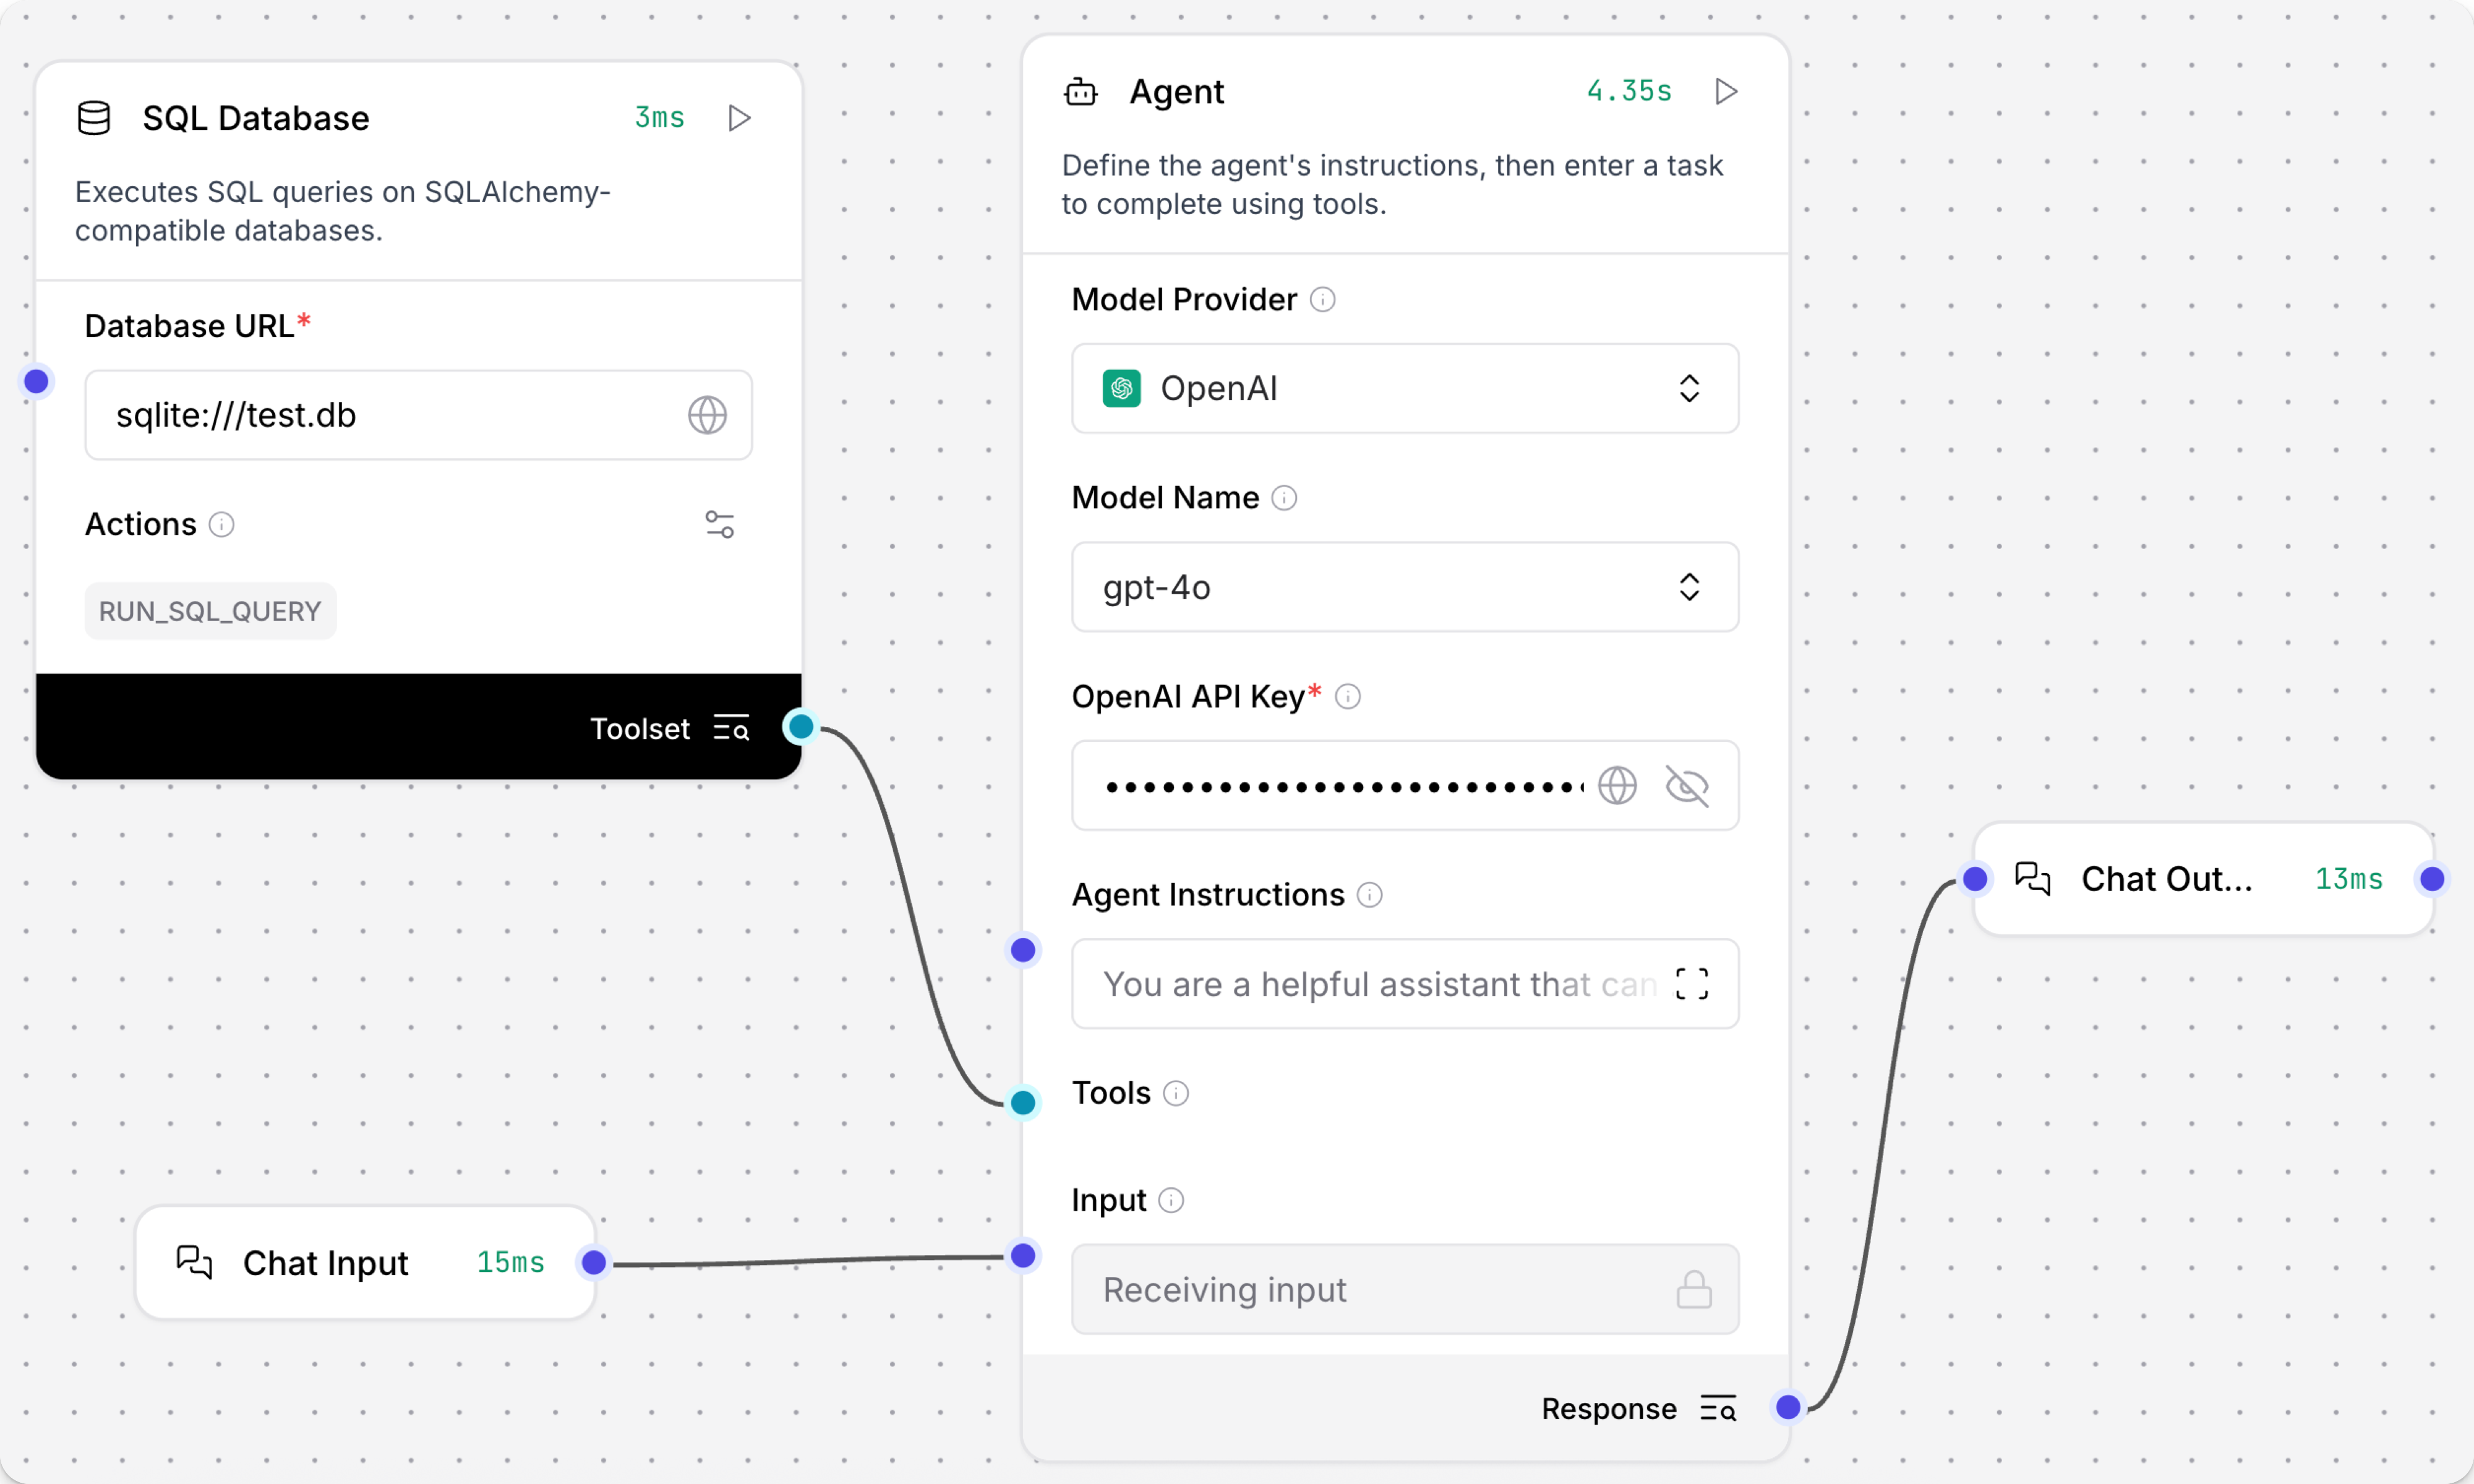 SQL Database
3ms
Executes SQL queries on SQLAlchemy-
compatible databases.
Database URL*
sqlite:///test.db
Actions
RUN_SQL_QUERY
Toolset
Chat Input
15ms
Agent
4.35s
Define the agent's instructions, then enter a task
to complete using tools.
Model Provider
OpenAI
Model Name
gpt-4o
OpenAI API Key*
Agent Instructions
You are a helpful assistant that can
Tools
Input
Receiving input
Response
Chat Out...
13ms